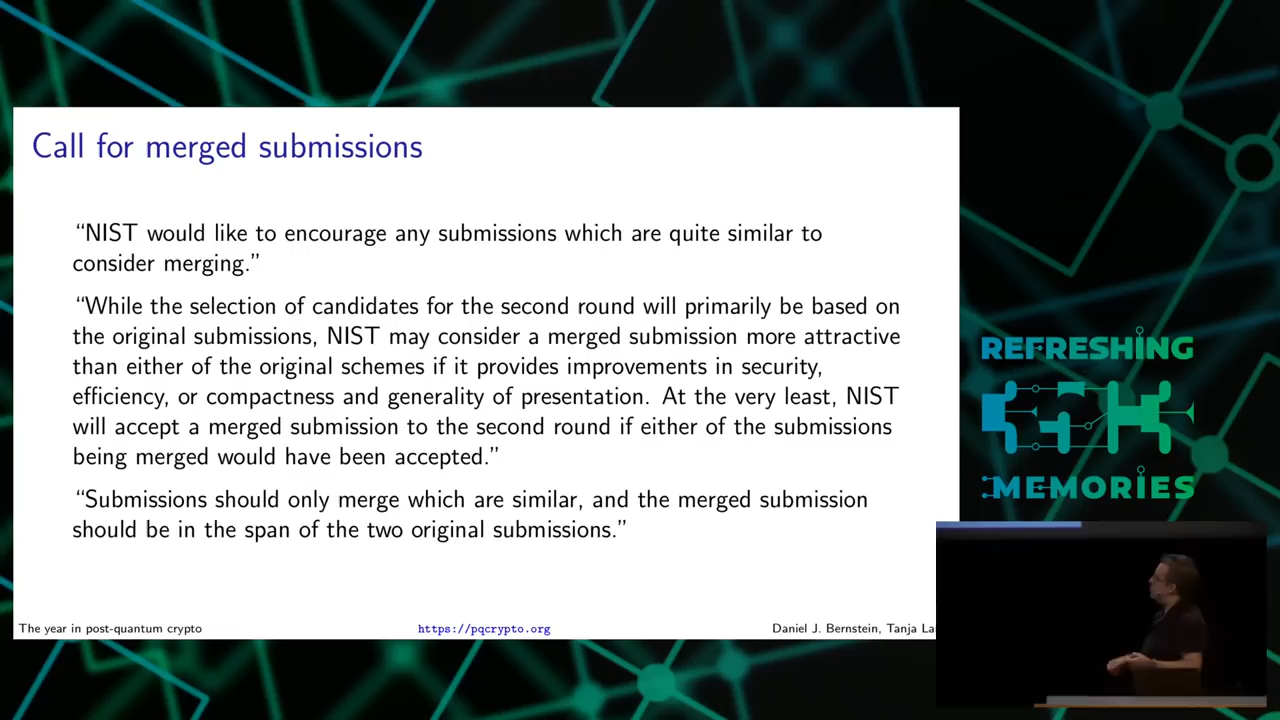 Call for merged submissions
“NIST would like to encourage any submissions which are quite similar to
consider merging.”
“While the selection of candidates for the second round will primarily be based on
the original submissions, NIST may consider a merged submission more attractive
than either of the original schemes if it provides improvements in security,
efficiency, or compactness and generality of presentation. At the very least, NIST
will accept a merged submission to the second round if either of the submissions
being merged would have been accepted.”
“Submissions should only merge which are similar, and the merged submission
should be in the span of the two original submissions.”
The year in post-quantum crypto
https://pqcrypto.org
Daniel J. Bernstein, Tanja
REFRESHING
MEMORIES